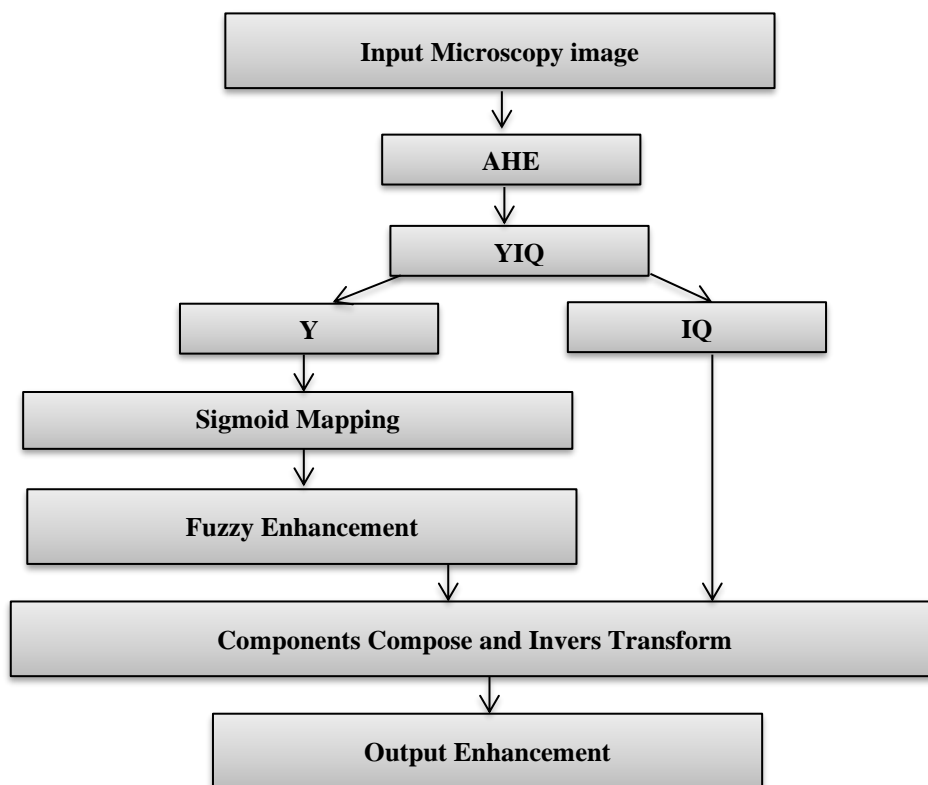 Input Microscopy image
AHE
YIQ
Y
IQ
Sigmoid Mapping
Fuzzy Enhancement
Components Compose and Invers Transform
Output Enhancement